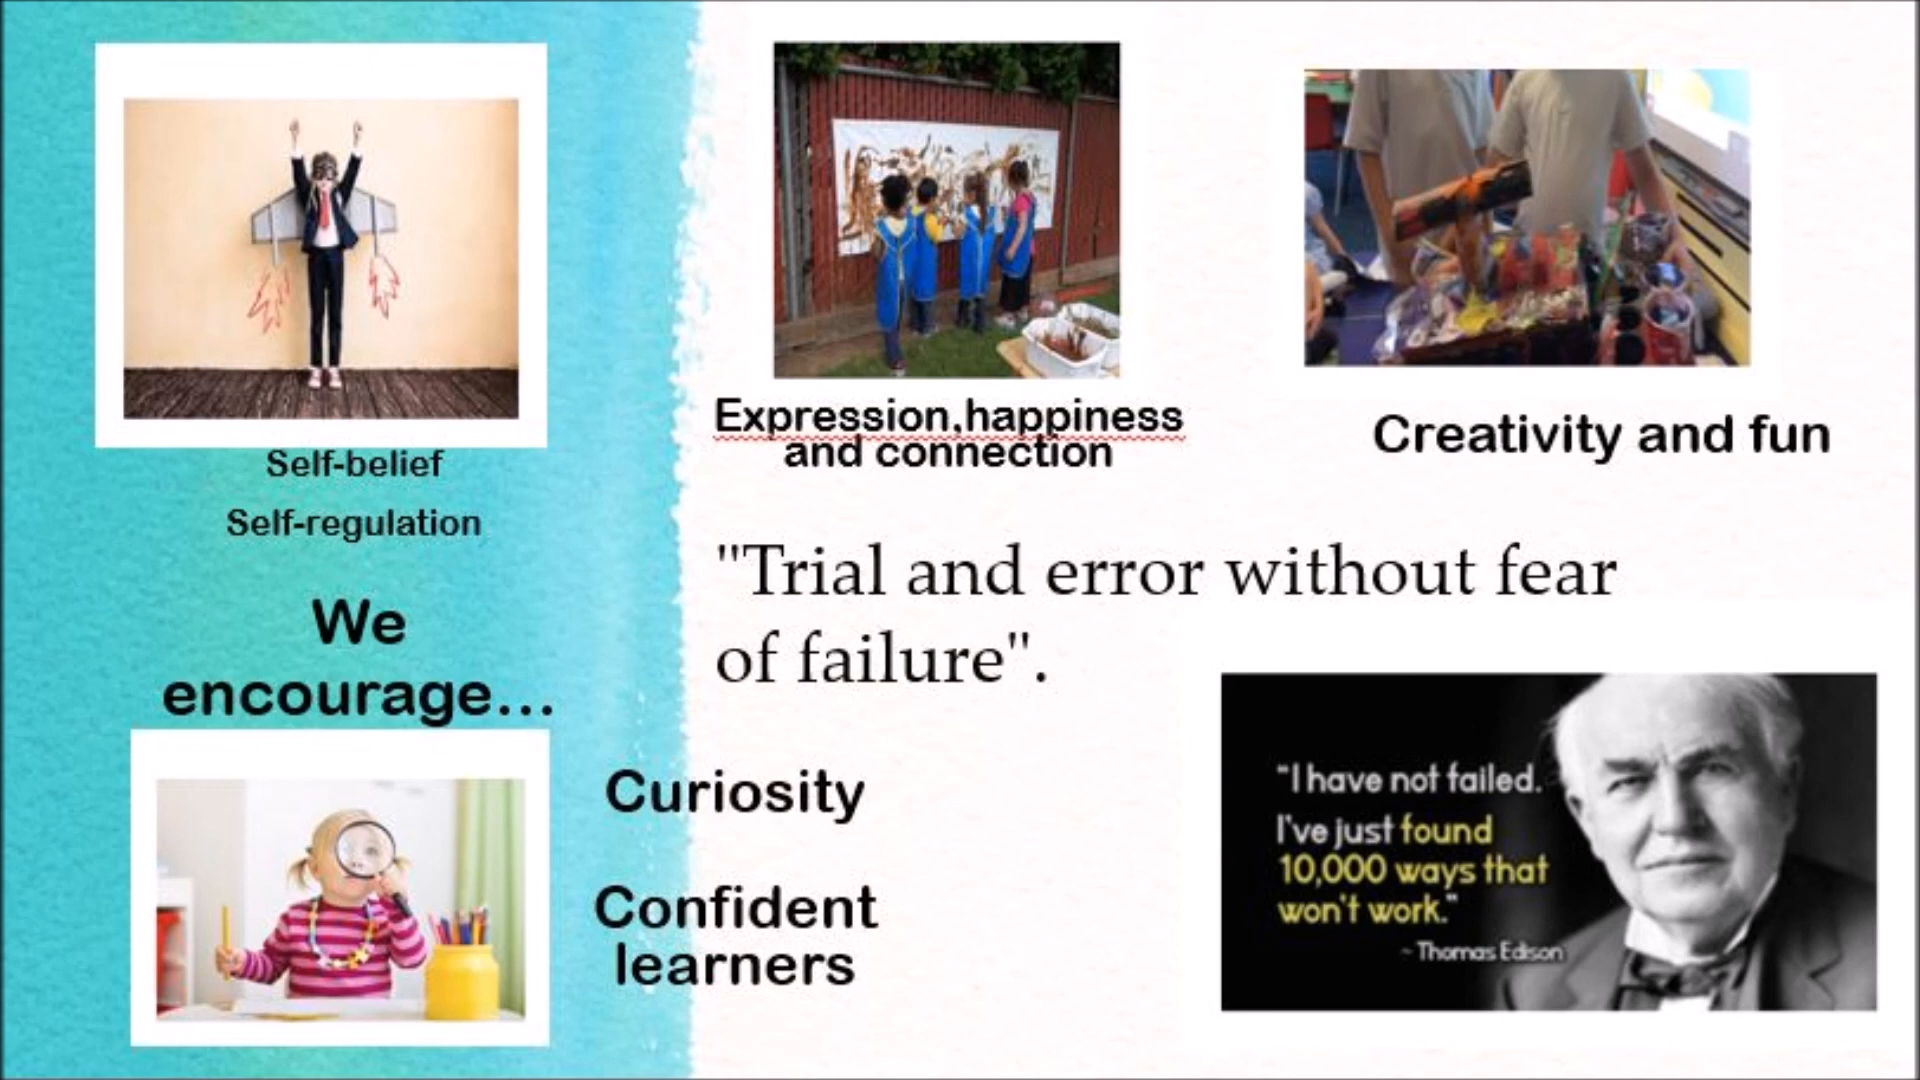 Self-belief
Self-regulation
We
encourage...
Expression,happiness
and connection
Creativity and fun
"Trial and error without fear
of failure".
Curiosity
Confident
learners
"I have not failed.
I've just found
10,000 ways that
won't work."
~ Thomas Edison